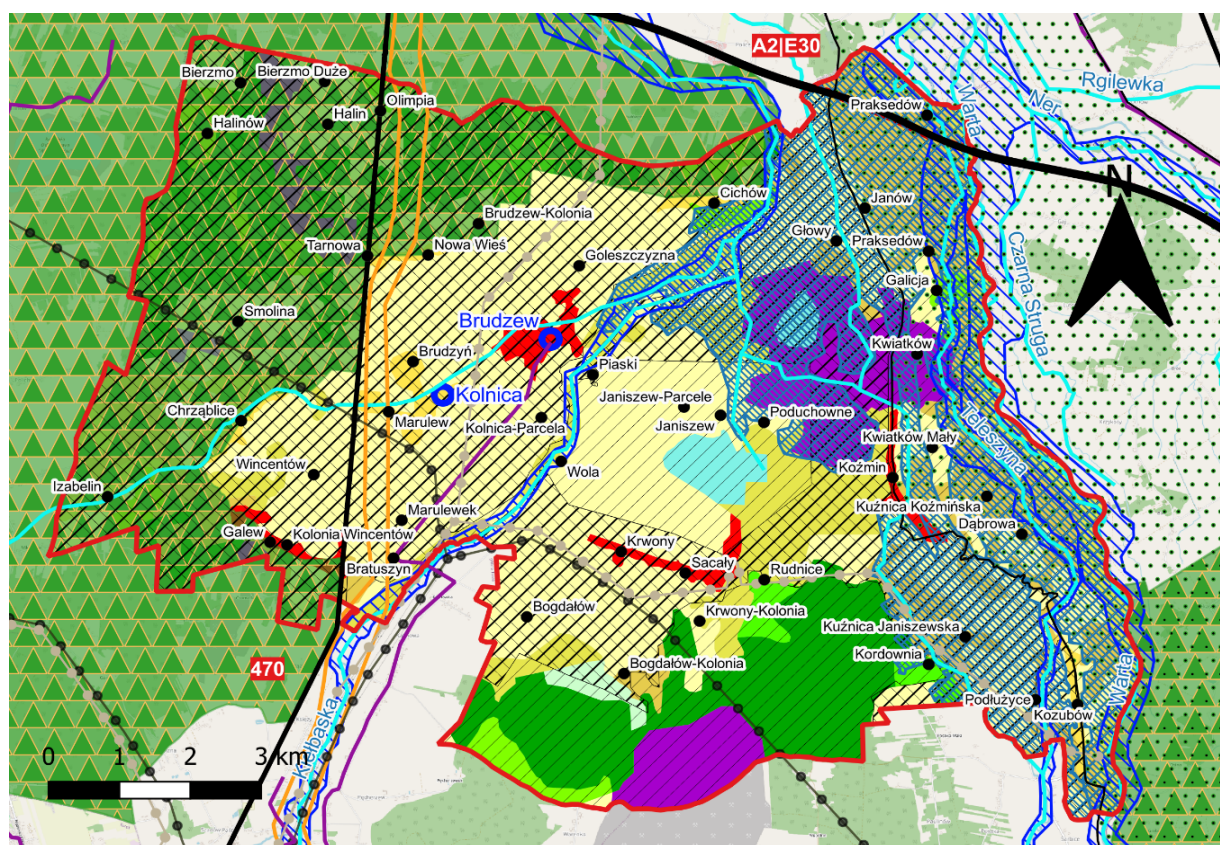 A2|E30
Bierzmo
Bierzmo Duże
Rgilewka
Olimpia
Praksedów
Warta
Ner
Halin
Halinów
N
Cichów
Janów
Brudzew-Kolonia
Głowy
Praksedów
Tarnowa
Nowa Wieś
Goleszczyzna
Czarna Struga
Galicja
Smolina
Brudzew
Kwiatków
Brudzyń
Piaski
Kolnica
Janiszew-Parcele
Chrząblice
Marulew
Kolnica-Parcela
Janiszew
Poduchowne
Teleszyna
Kwiatków Mały
Wincentów
Wola
Koźmin
Izabelin
Marulewek
Kuźnica Koźmińska
Galew
Kolonia Wincentów
Dąbrowa
Krwony
Bratuszyn
Sacały
Rudnice
Bogdałów
Krwony-Kolonia
Kuźnica Janiszewska
470
Bogdałów-Kolonia
Kordownia
Warta
Kiełbaska
Podłużyce
Kozubów
0 1 2 3 km